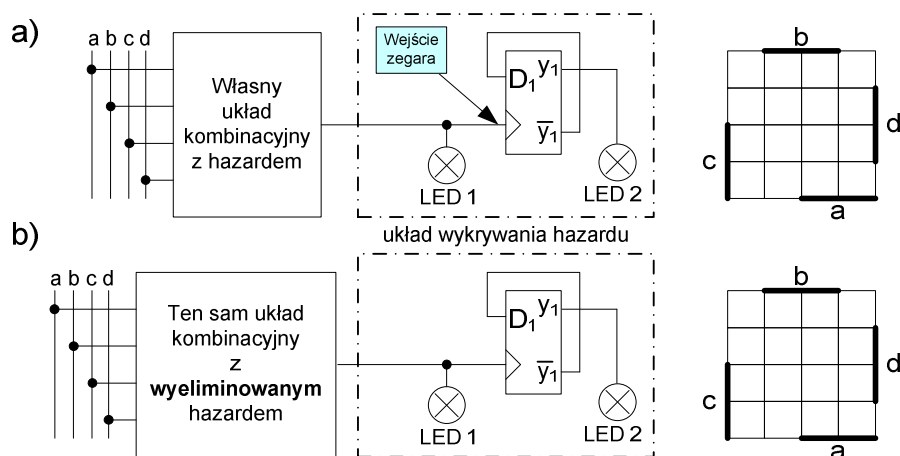 a)
a b c d
Własny
układ
kombinacyjny
z hazardem
Wejście
zegara
D1 y1
y1
LED 1
LED 2
b
d
c
a
układ wykrywania hazardu
b)
a b c d
Ten sam układ
kombinacyjny
z
wyeliminowanym
hazardem
D1 y1
y1
LED 1
LED 2
b
d
c
a